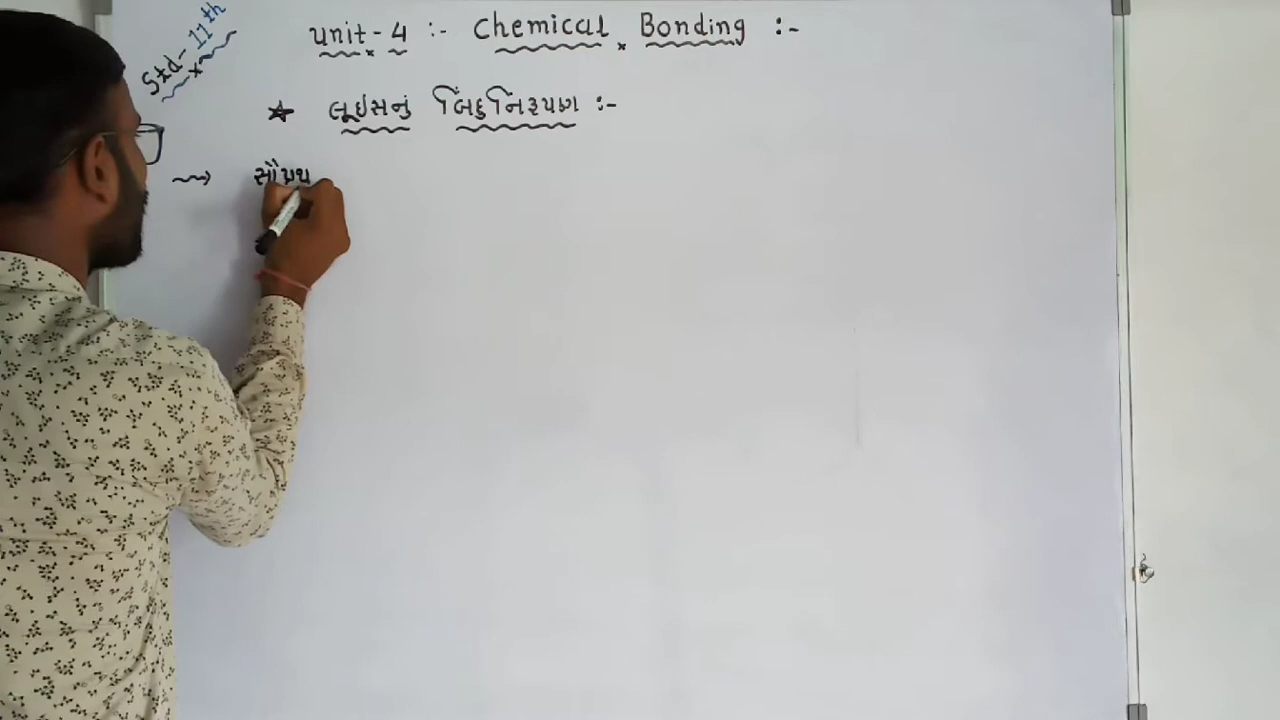 Std-11th
Unit-4 :- Chemical Bonding :-
★ લૂઇસનું બિંદુનિરૂપણ :-